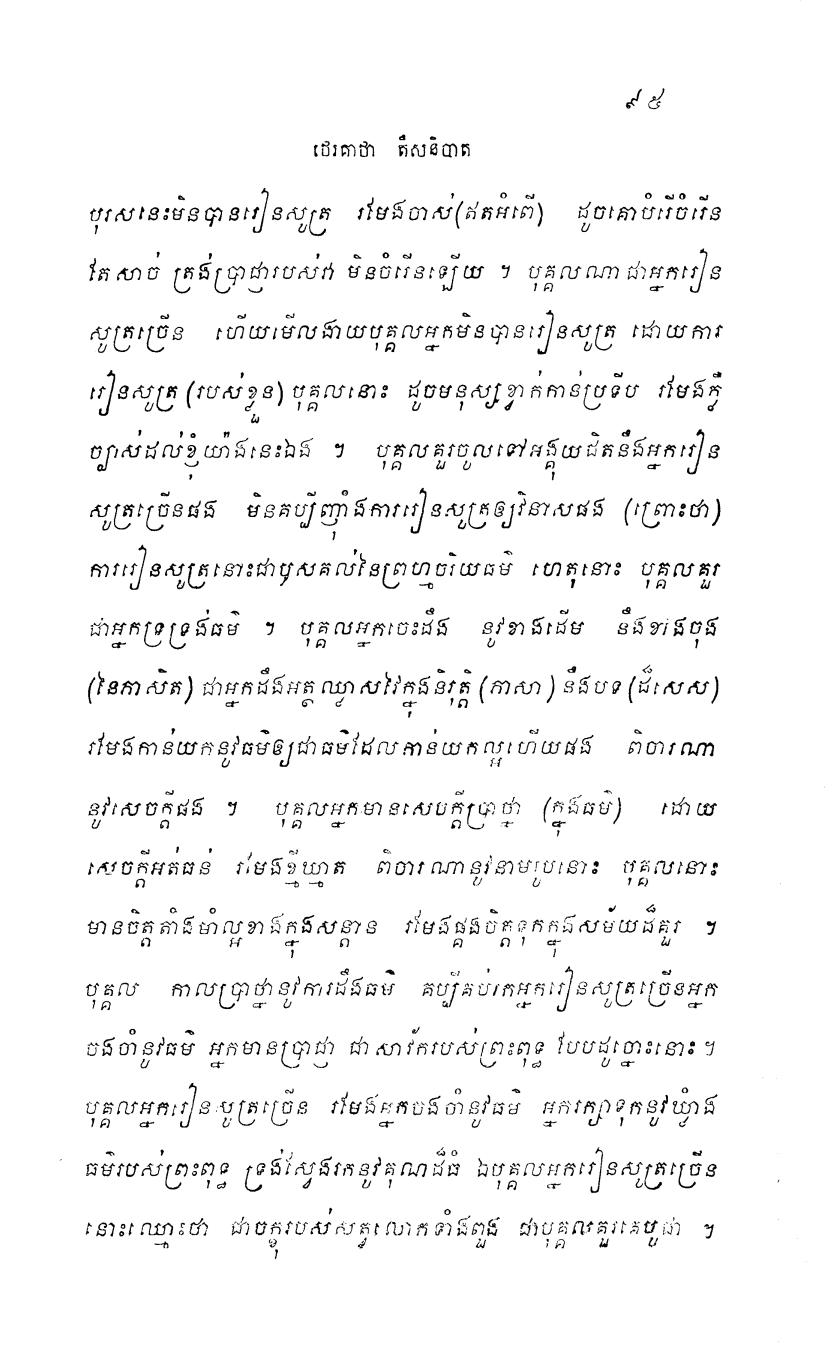 ៩៥
ថេរគាថា តឹសនិបាត
បុរសនេះមិនបានរៀនសូត្រ រមែងចាស់(ឥតអំពើ) ដូចគោបំរើចំរើន
តែសាច់ ត្រង់ប្រាជ្ញារបស់វា មិនចំរើនឡើយ ។ បុគ្គលណាជាអ្នករៀន
សូត្រច្រើន ហើយមើលងាយបុគ្គលអ្នកមិនបានរៀនសូត្រ ដោយការ
រៀនសូត្រ (របស់ខ្លួន) បុគ្គលនោះ ដូចមនុស្សខ្វាក់កាន់ប្រទីប រមែងភ្លឺ
ច្បាស់ដល់ខ្ញុំយ៉ាងនេះឯង ។ បុគ្គលគួរចូលទៅអង្គុយជិតនឹងអ្នករៀន
សូត្រច្រើនផង មិនគប្បីញ៉ាំងការរៀនសូត្រឲ្យវិនាសផង (ព្រោះថា)
ការរៀនសូត្រនោះជាឫសគល់នៃព្រហ្មចរិយធម៌ ហេតុនោះ បុគ្គលគួរ
ជាអ្នកទ្រទ្រង់ធម៌ ។ បុគ្គលអ្នកចេះដឹង នូវខាងដើម នឹងខាងចុង
(នៃភាសិត) ជាអ្នកដឹងអត្ថ ឈ្លាសវៃក្នុងនិរុត្តិ (ភាសា) នឹងបទ (ដ៏សេស)
រមែងកាន់យកនូវធម៌ឲ្យជាធម៌ដែលកាន់យកល្អហើយផង ពិចារណា
នូវសេចក្តីផង ។ បុគ្គលអ្នកមានសេចក្តីប្រាថ្នា (ក្នុងធម៌) ដោយ
សេចក្តីអត់ធន់ រមែងខ្មីឃ្មាត ពិចារណានូវនាមរូបនោះ បុគ្គលនោះ
មានចិត្តតាំងមាំល្អខាងក្នុងសន្តាន រមែងផ្គងចិត្តទុកក្នុងសម័យដ៏គួរ ។
បុគ្គល កាលប្រាថ្នានូវការដឹងធម៌ គប្បីគប់រកអ្នករៀនសូត្រច្រើនអ្នក
ចងចាំនូវធម៌ អ្នកមានប្រាជ្ញា ជាសាវ័ករបស់ព្រះពុទ្ធ បែបដូច្នោះនោះ ។
បុគ្គលអ្នករៀនសូត្រច្រើន រមែងអ្នកចងចាំនូវធម៌ អ្នករក្សាទុកនូវឃ្លាំង
ធម៌របស់ព្រះពុទ្ធ ទ្រង់ស្វែងរកនូវគុណដ៏ធំ ឯបុគ្គលអ្នករៀនសូត្រច្រើន
នោះឈ្មោះថា ជាចក្ខុរបស់សត្វលោកទាំងពួង ជាបុគ្គលគួរគេបូជា ។